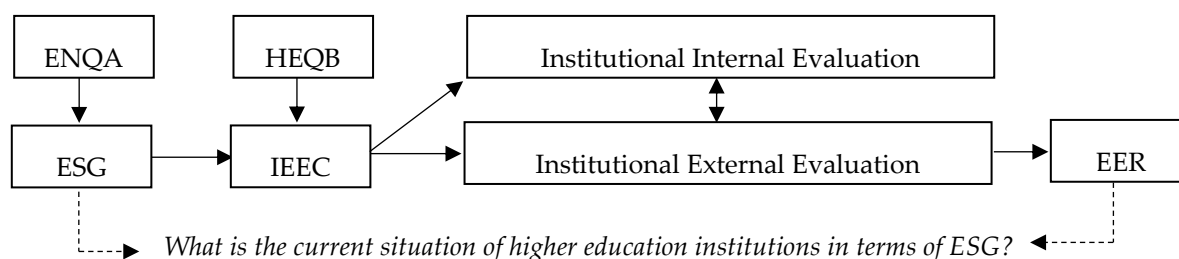 ENQA
HEQB
Institutional Internal Evaluation
ESG
IEEC
Institutional External Evaluation
EER
What is the current situation of higher education institutions in terms of ESG?